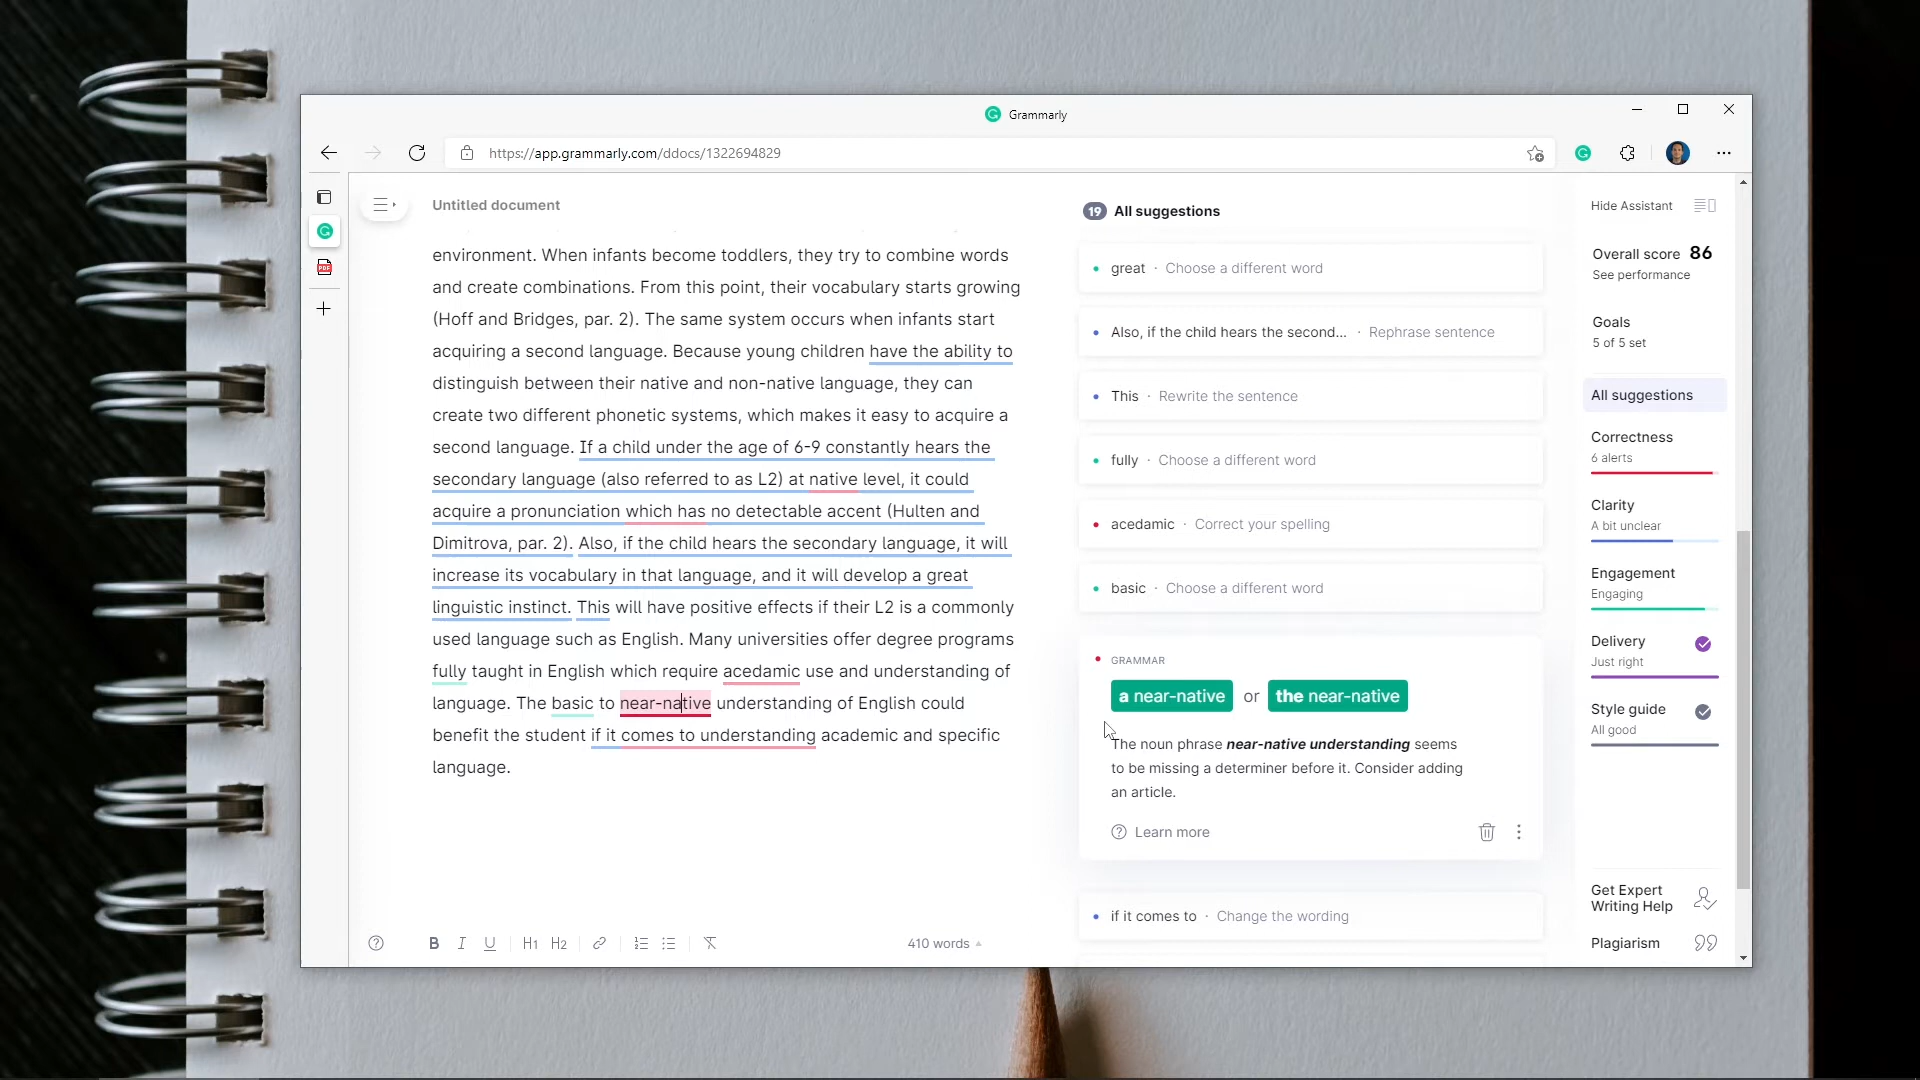 Grammarly
https://app.grammarly.com/ddocs/1322694829
Untitled document
environment. When infants become toddlers, they try to combine words
and create combinations. From this point, their vocabulary starts growing
(Hoff and Bridges, par. 2). The same system occurs when infants start
acquiring a second language. Because young children have the ability to
distinguish between their native and non-native language, they can
create two different phonetic systems, which makes it easy to acquire a
second language. If a child under the age of 6-9 constantly hears the
secondary language (also referred to as L2) at native level, it could
acquire a pronunciation which has no detectable accent (Hulten and
Dimitrova, par. 2). Also, if the child hears the secondary language, it will
increase its vocabulary in that language, and it will develop a great
linguistic instinct. This will have positive effects if their L2 is a commonly
used language such as English. Many universities offer degree programs
fully taught in English which require acedamic use and understanding of
language. The basic to near-native understanding of English could
benefit the student if it comes to understanding academic and specific
language.
B I U H1 H2
410 words
19 All suggestions
great · Choose a different word
Also, if the child hears the second... · Rephrase sentence
This · Rewrite the sentence
fully · Choose a different word
acedamic · Correct your spelling
basic · Choose a different word
GRAMMAR
a near-native or the near-native
The noun phrase near-native understanding seems
to be missing a determiner before it. Consider adding
an article.
Learn more
if it comes to · Change the wording
Hide Assistant
Overall score 86
See performance
Goals
5 of 5 set
All suggestions
Correctness
6 alerts
Clarity
A bit unclear
Engagement
Engaging
Delivery
Just right
Style guide
All good
Get Expert
Writing Help
Plagiarism
PDF